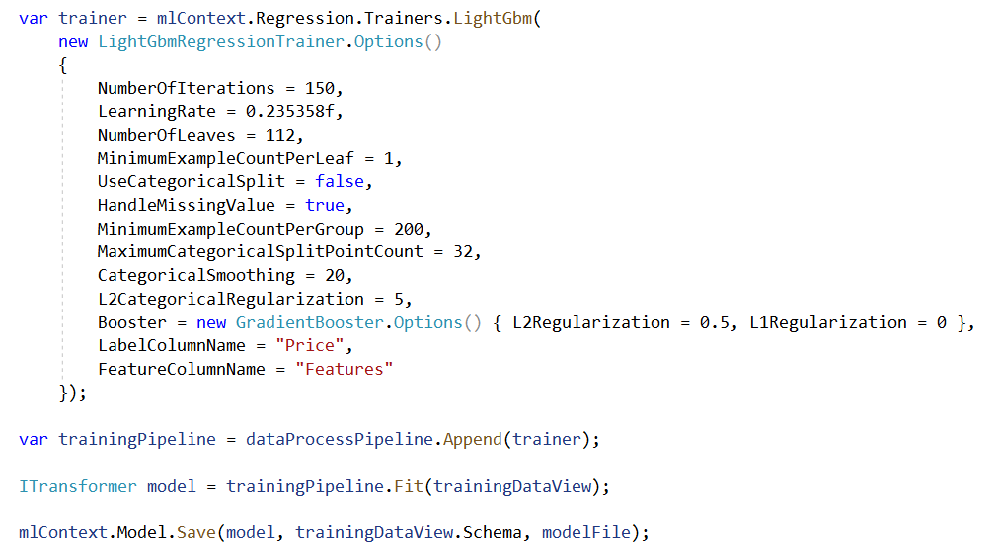 var trainer = mlContext.Regression.Trainers.LightGbm(
    new LightGbmRegressionTrainer.Options()
    {
        NumberOfIterations = 150,
        LearningRate = 0.235358f,
        NumberOfLeaves = 112,
        MinimumExampleCountPerLeaf = 1,
        UseCategoricalSplit = false,
        HandleMissingValue = true,
        MinimumExampleCountPerGroup = 200,
        MaximumCategoricalSplitPointCount = 32,
        CategoricalSmoothing = 20,
        L2CategoricalRegularization = 5,
        Booster = new GradientBooster.Options() { L2Regularization = 0.5, L1Regularization = 0 },
        LabelColumnName = "Price",
        FeatureColumnName = "Features"
    });
var trainingPipeline = dataProcessPipeline.Append(trainer);
ITransformer model = trainingPipeline.Fit(trainingDataView);
mlContext.Model.Save(model, trainingDataView.Schema, modelFile);